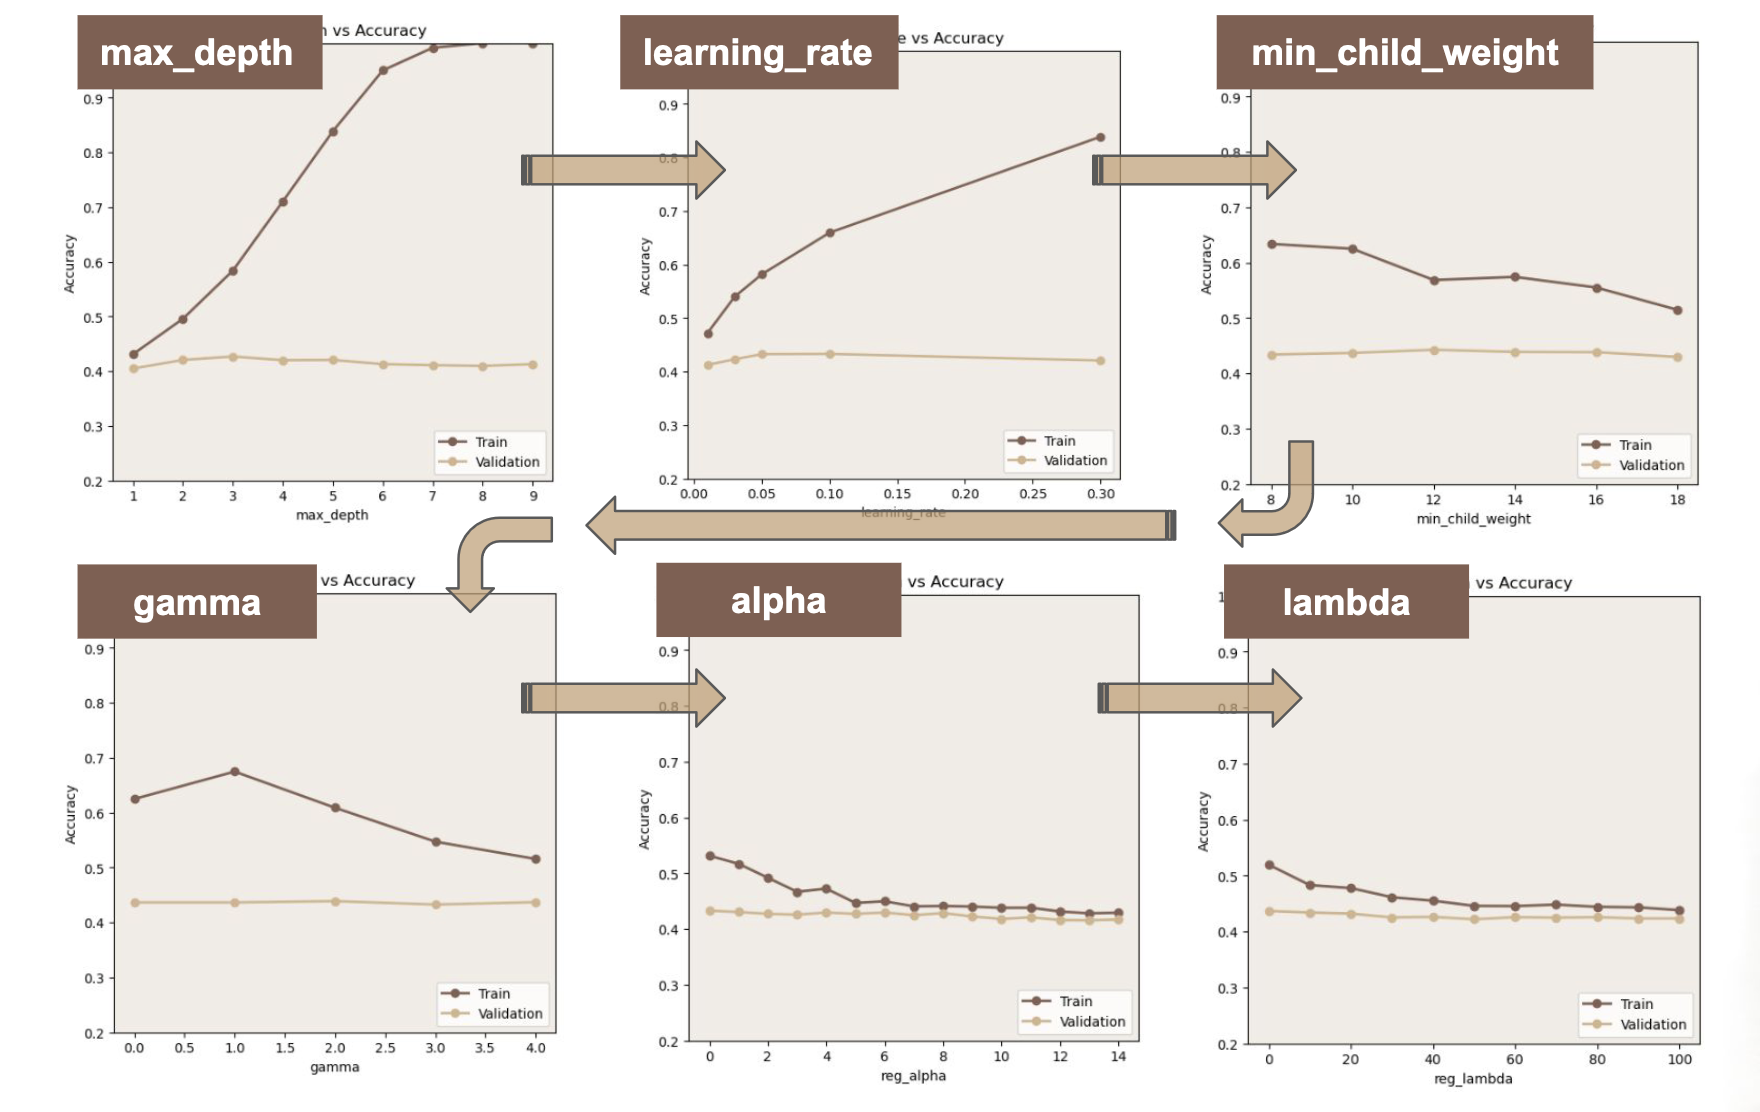 max_depth
vs Accuracy
0.9
0.8
0.7
0.6
0.5
0.4
0.3
0.2
Accuracy
Train
Validation
1 2 3 4 5 6 7 8 9
max_depth
learning_rate
e vs Accuracy
0.9
0.8
0.7
0.6
0.5
0.4
0.3
0.2
Accuracy
Train
Validation
0.00 0.05 0.10 0.15 0.20 0.25 0.30
learning_rate
min_child_weight
0.9
0.8
0.7
0.6
0.5
0.4
0.3
0.2
Accuracy
Train
Validation
8 10 12 14 16 18
min_child_weight
gamma
vs Accuracy
0.9
0.8
0.7
0.6
0.5
0.4
0.3
0.2
Accuracy
Train
Validation
0.0 0.5 1.0 1.5 2.0 2.5 3.0 3.5 4.0
gamma
alpha
vs Accuracy
0.9
0.8
0.7
0.6
0.5
0.4
0.3
0.2
Accuracy
Train
Validation
0 2 4 6 8 10 12 14
reg_alpha
lambda
vs Accuracy
0.9
0.8
0.7
0.6
0.5
0.4
0.3
0.2
Accuracy
Train
Validation
0 20 40 60 80 100
reg_lambda